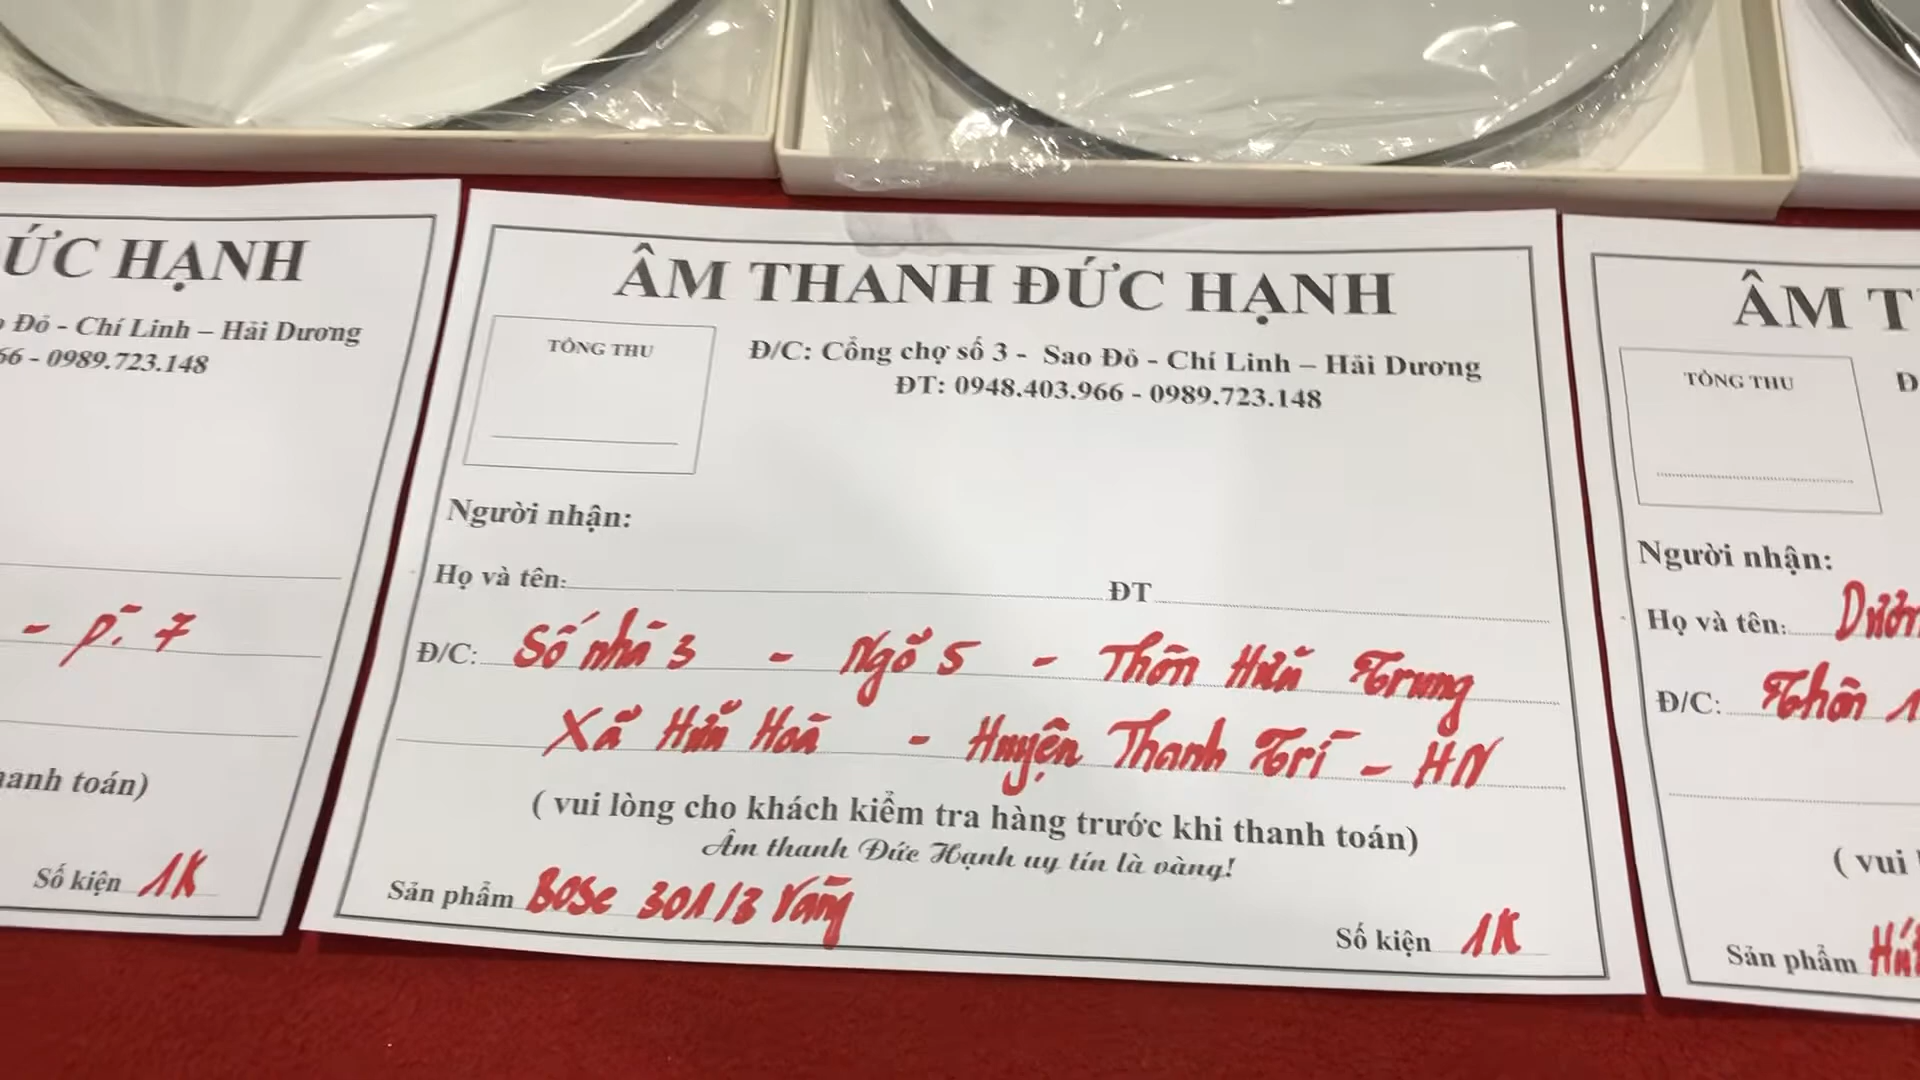 ỨC HẠNH
Đỏ - Chí Linh – Hải Dương
66 - 0989.723.148
- P. 7
hanh toán)
Số kiện 1K
ÂM THANH ĐỨC HẠNH
TỔNG THU
Đ/C: Cổng chợ số 3 - Sao Đỏ - Chí Linh – Hải Dương
ĐT: 0948.403.966 - 0989.723.148
Người nhận:
Họ và tên: ĐT
Đ/C: Số nhà 3 - Ngõ 5 - Thôn Hữu Trung
Xã Hữu Hoà - Huyện Thanh Trì - HN
( vui lòng cho khách kiểm tra hàng trước khi thanh toán)
Âm thanh Đức Hạnh uy tín là vàng!
Sản phẩm Bose 301/3 Vàng
Số kiện 1K
ÂM T
TỔNG THU
Đ
Người nhận:
Họ và tên:
Đ/C: Thôn 1
( vui
Sản phẩm